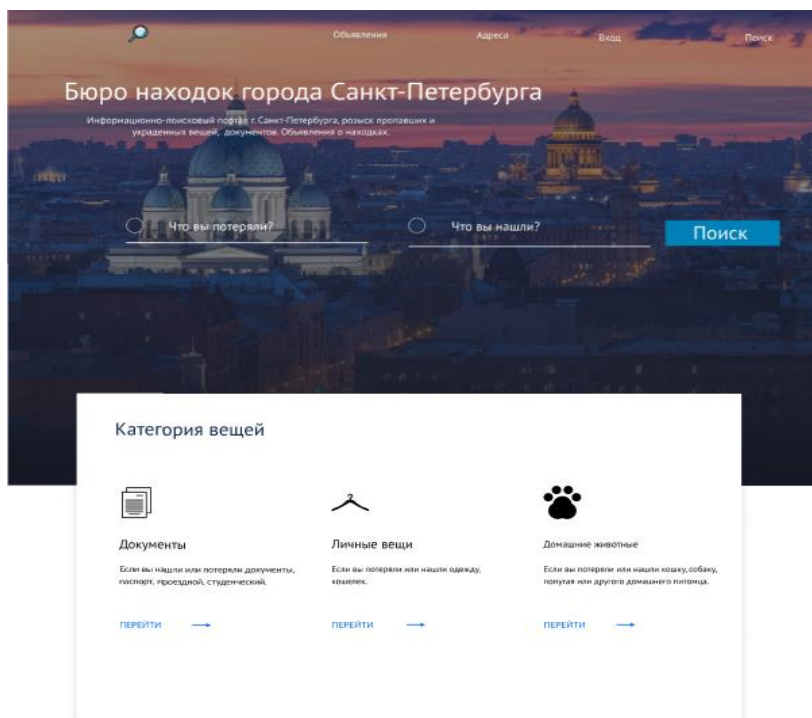 Объявления Адреса Вход Поиск
Бюро находок города Санкт-Петербурга
Информационно-поисковый портал г. Санкт-Петербурга, розыск пропавших и
украденных вещей, документов. Объявления о находках.
Что вы потеряли? Что вы нашли? Поиск
Категория вещей
Документы Личные вещи Домашние животные
Если вы нашли или потеряли документы, Если вы потеряли или нашли одежду, Если вы потеряли или нашли кошку, собаку,
паспорт, проездной, студенческий. кошелек. попугая или другого домашнего питомца.
ПЕРЕЙТИ ПЕРЕЙТИ ПЕРЕЙТИ